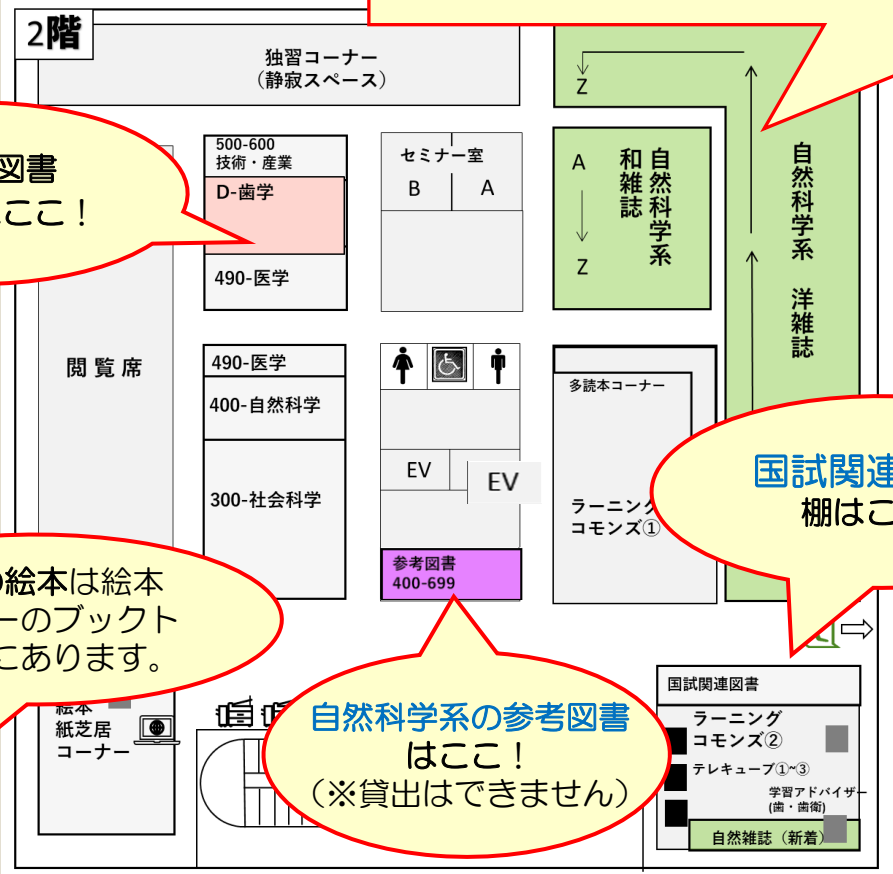 2階
独習コーナー
（静寂スペース）
Z
図書
ここ！
500-600
技術・産業
D-歯学
490-医学
セミナー室
B
A
A
Z
自然科学系
和雑誌
自然科学系 洋雑誌
閲覧席
490-医学
400-自然科学
300-社会科学
EV
EV
参考図書
400-699
多読本コーナー
ラーニング
コモンズ①
国試関連
棚はこ
絵本は絵本
ーのブックト
にあります。
絵本
紙芝居
コーナー
自然科学系の参考図書
はここ！
（※貸出はできません）
国試関連図書
ラーニング
コモンズ②
テレキューブ①~③
学習アドバイザー
(歯・歯衛)
自然雑誌（新着）